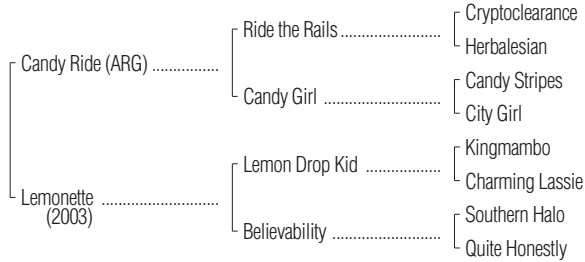 Cryptoclearance
Ride the Rails ....................
Herbalesian
Candy Ride (ARG) .................
Candy Stripes
Candy Girl ..............................
City Girl
Kingmambo
Lemon Drop Kid ...................
Charming Lassie
Lemonette ..............................
(2003)
Southern Halo
Believability ............................
Quite Honestly